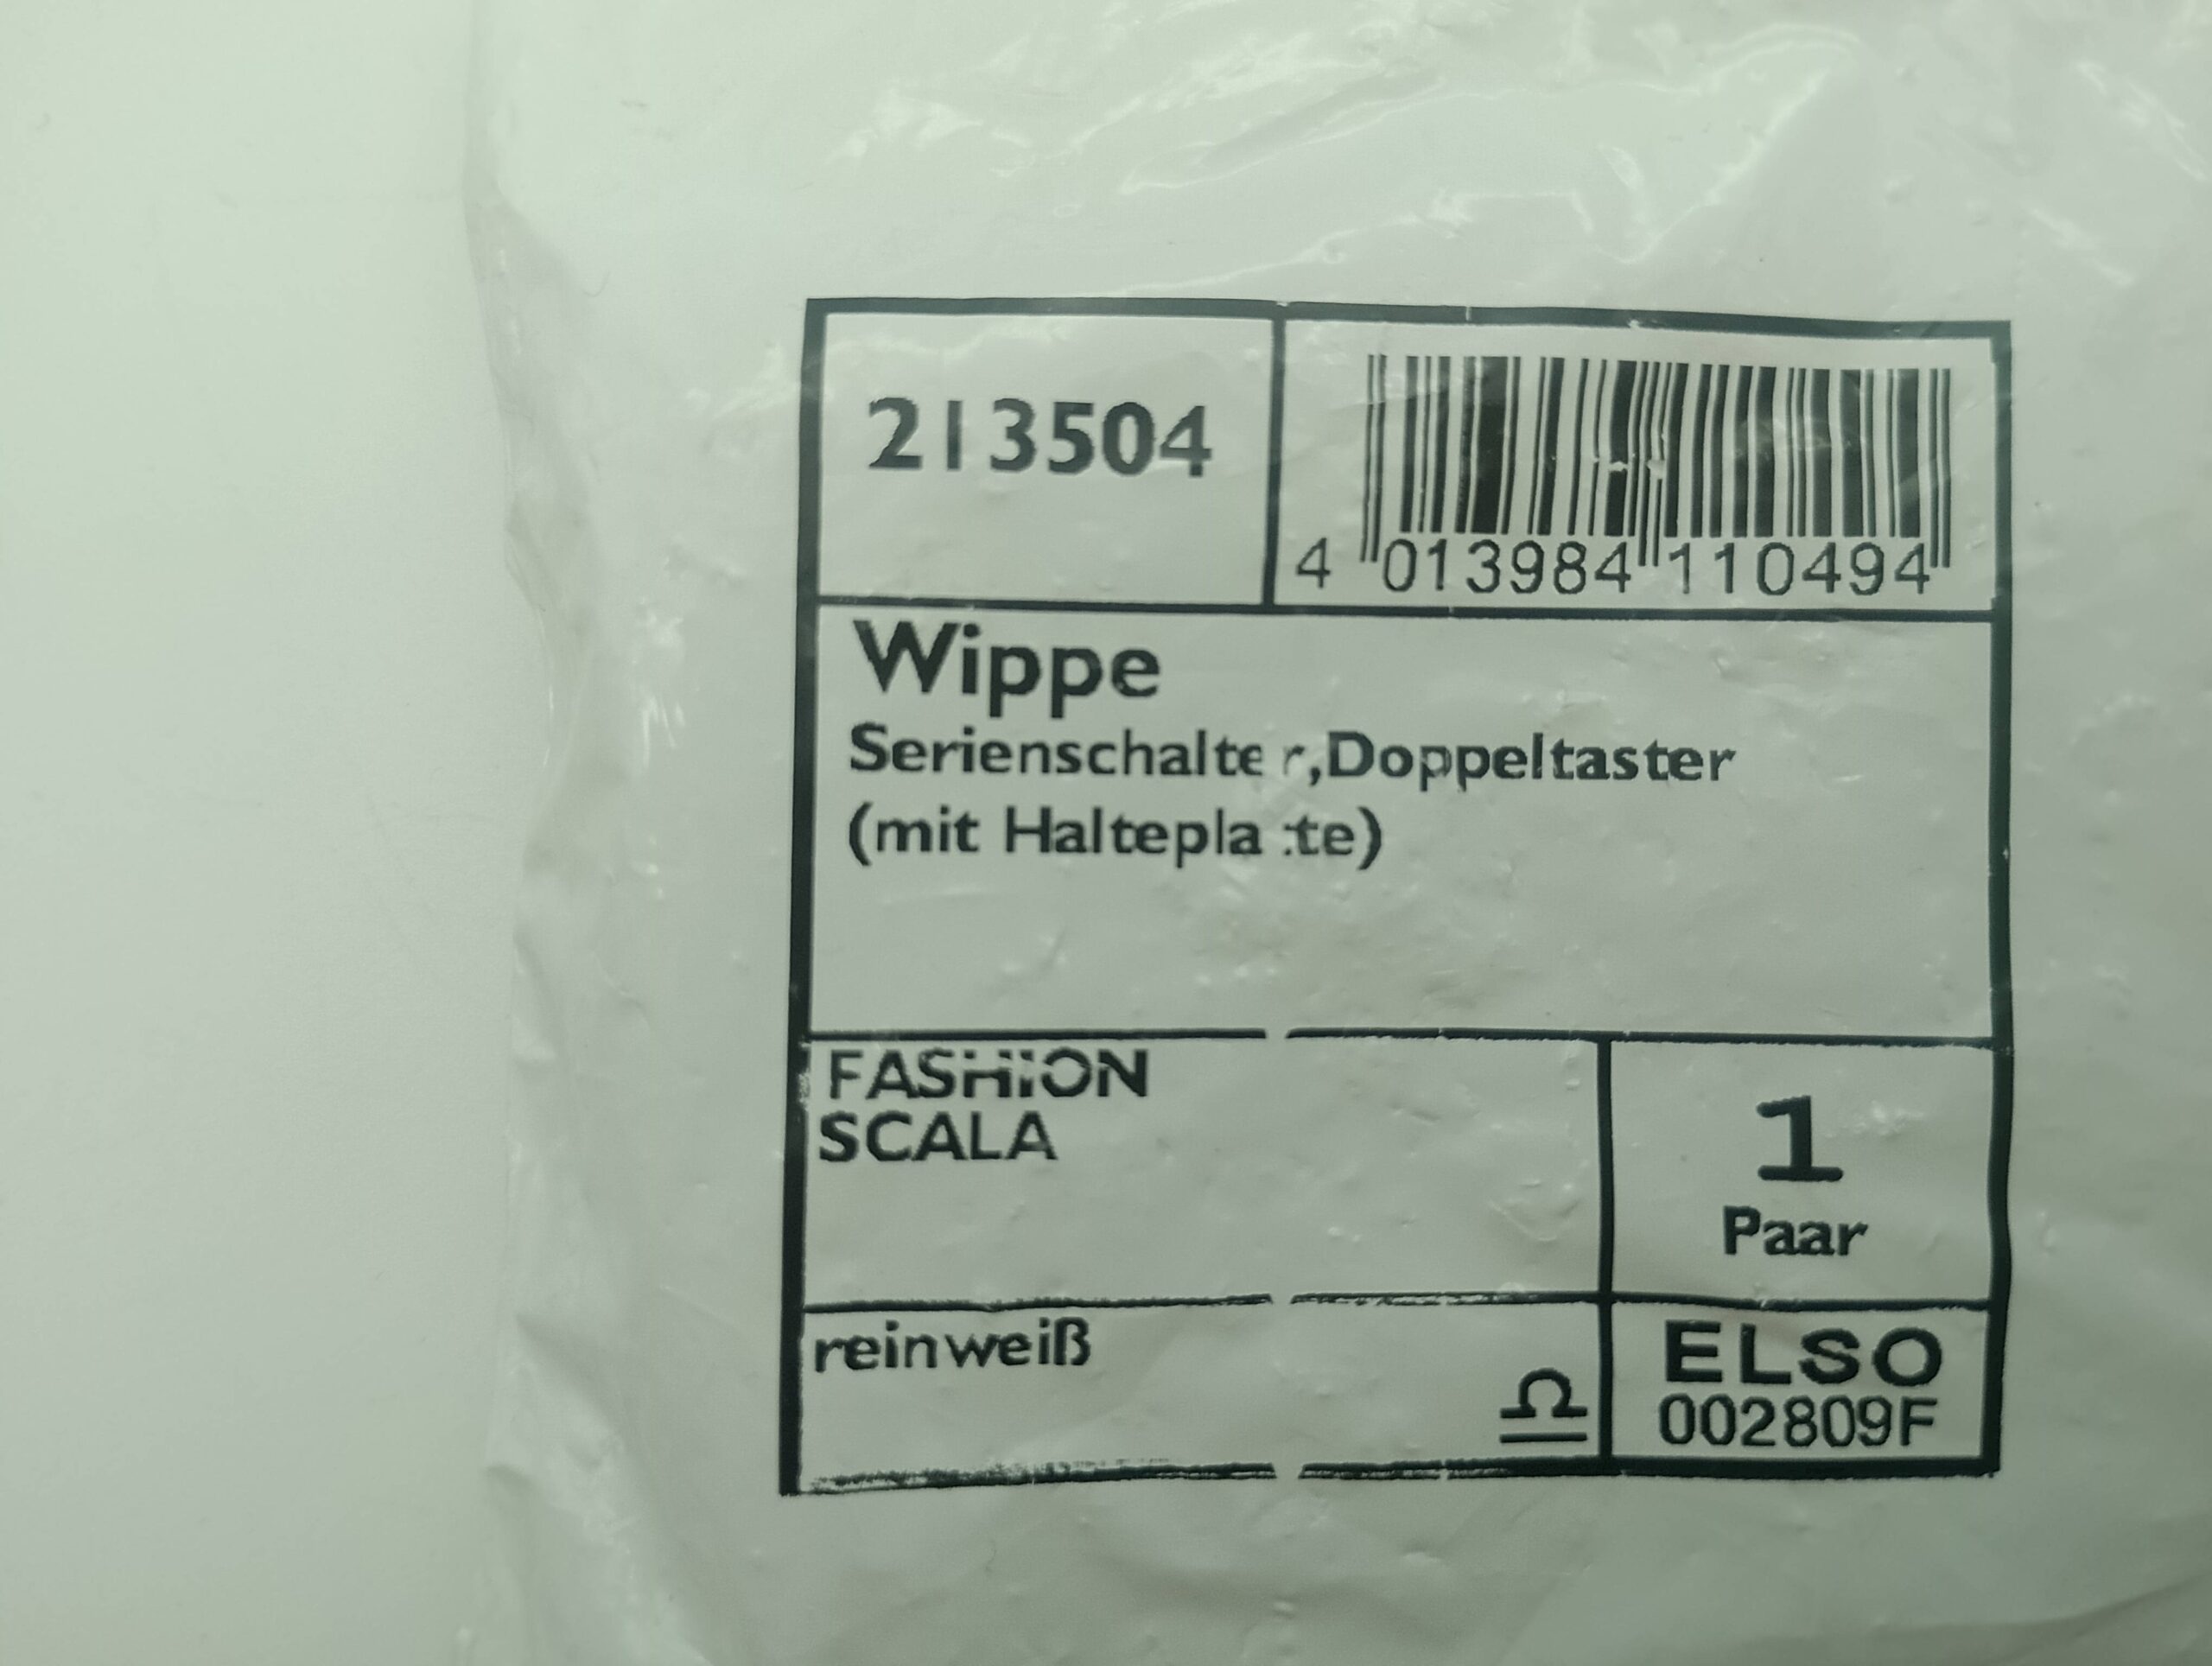 213504
4 013984 110494
Wippe
Serienschalter,Doppeltaster
(mit Halteplatte)
FASHION
SCALA
1
Paar
reinweiß
ELSO
002809F